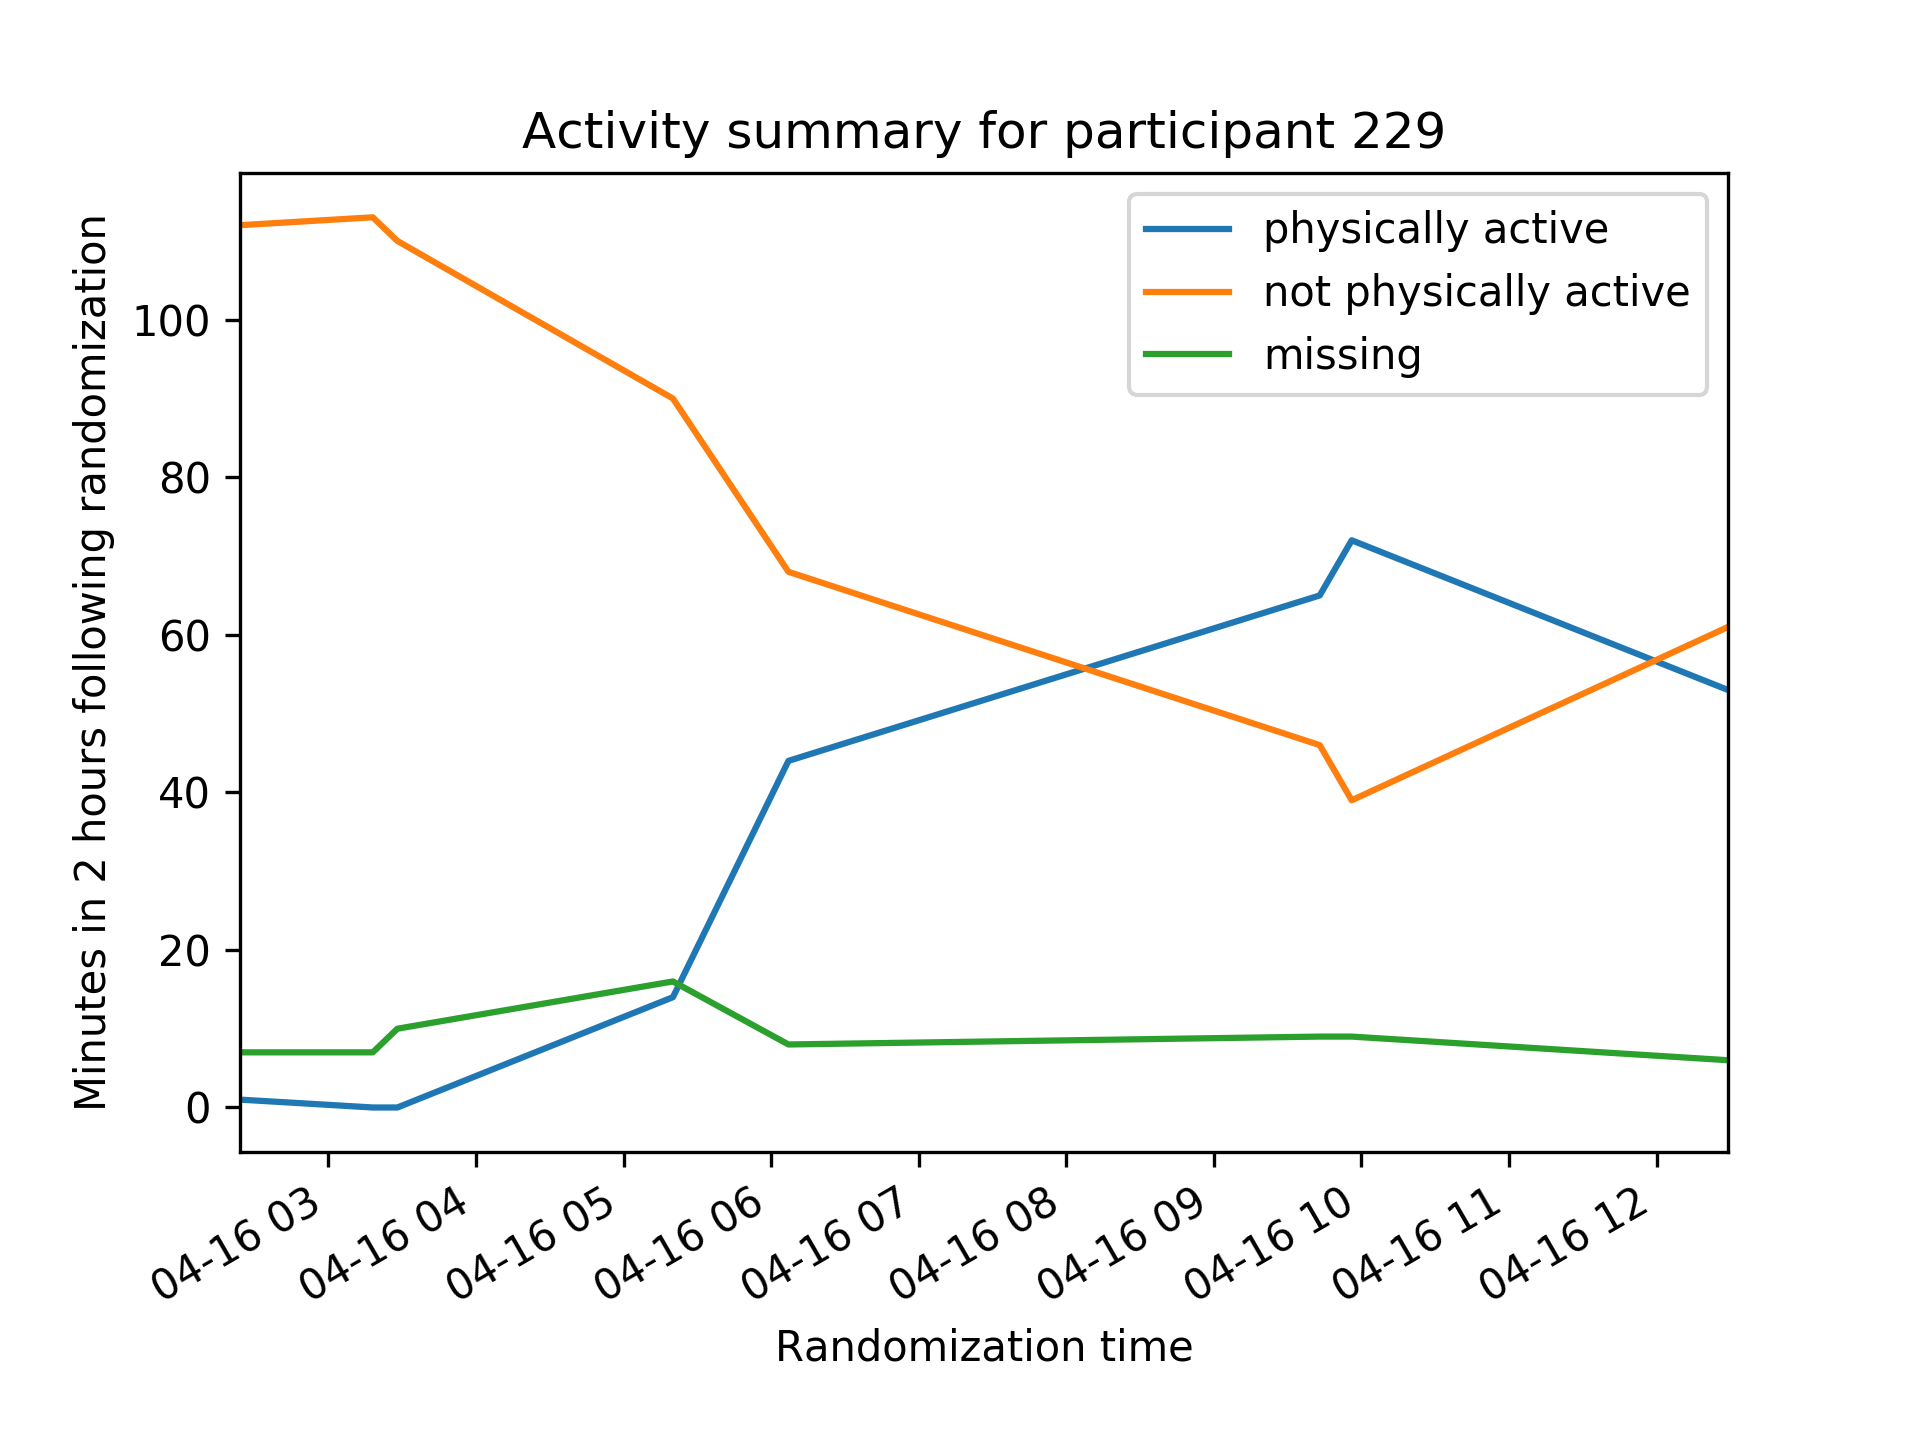 Activity summary for participant 229
physically active
not physically active
missing
Minutes in 2 hours following randomization
100
80
60
40
20
0
04-16 03
04-16 04
04-16 05
04-16 06
04-16 07
04-16 08
04-16 09
04-16 10
04-16 11
04-16 12
Randomization time